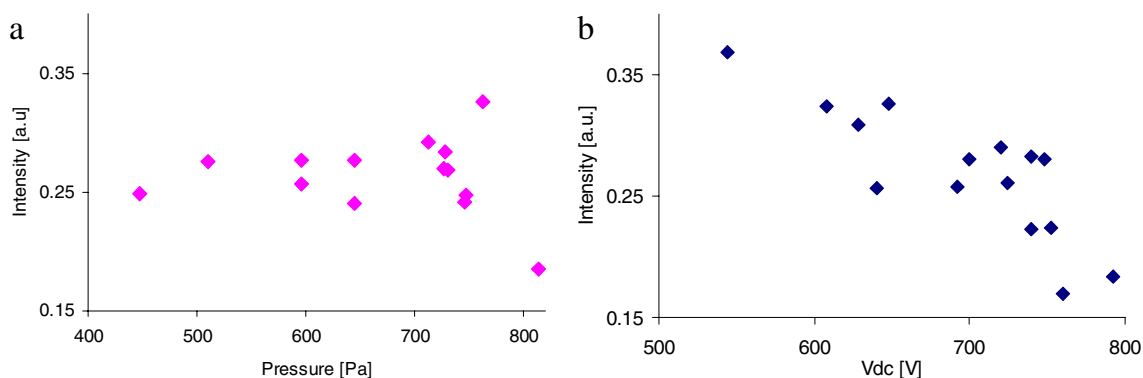 a
Intensity [a.u]
0.35
0.25
0.15
400 500 600 700 800
Pressure [Pa]
b
Intensity [a.u.]
0.35
0.25
0.15
500 600 700 800
Vdc [V]